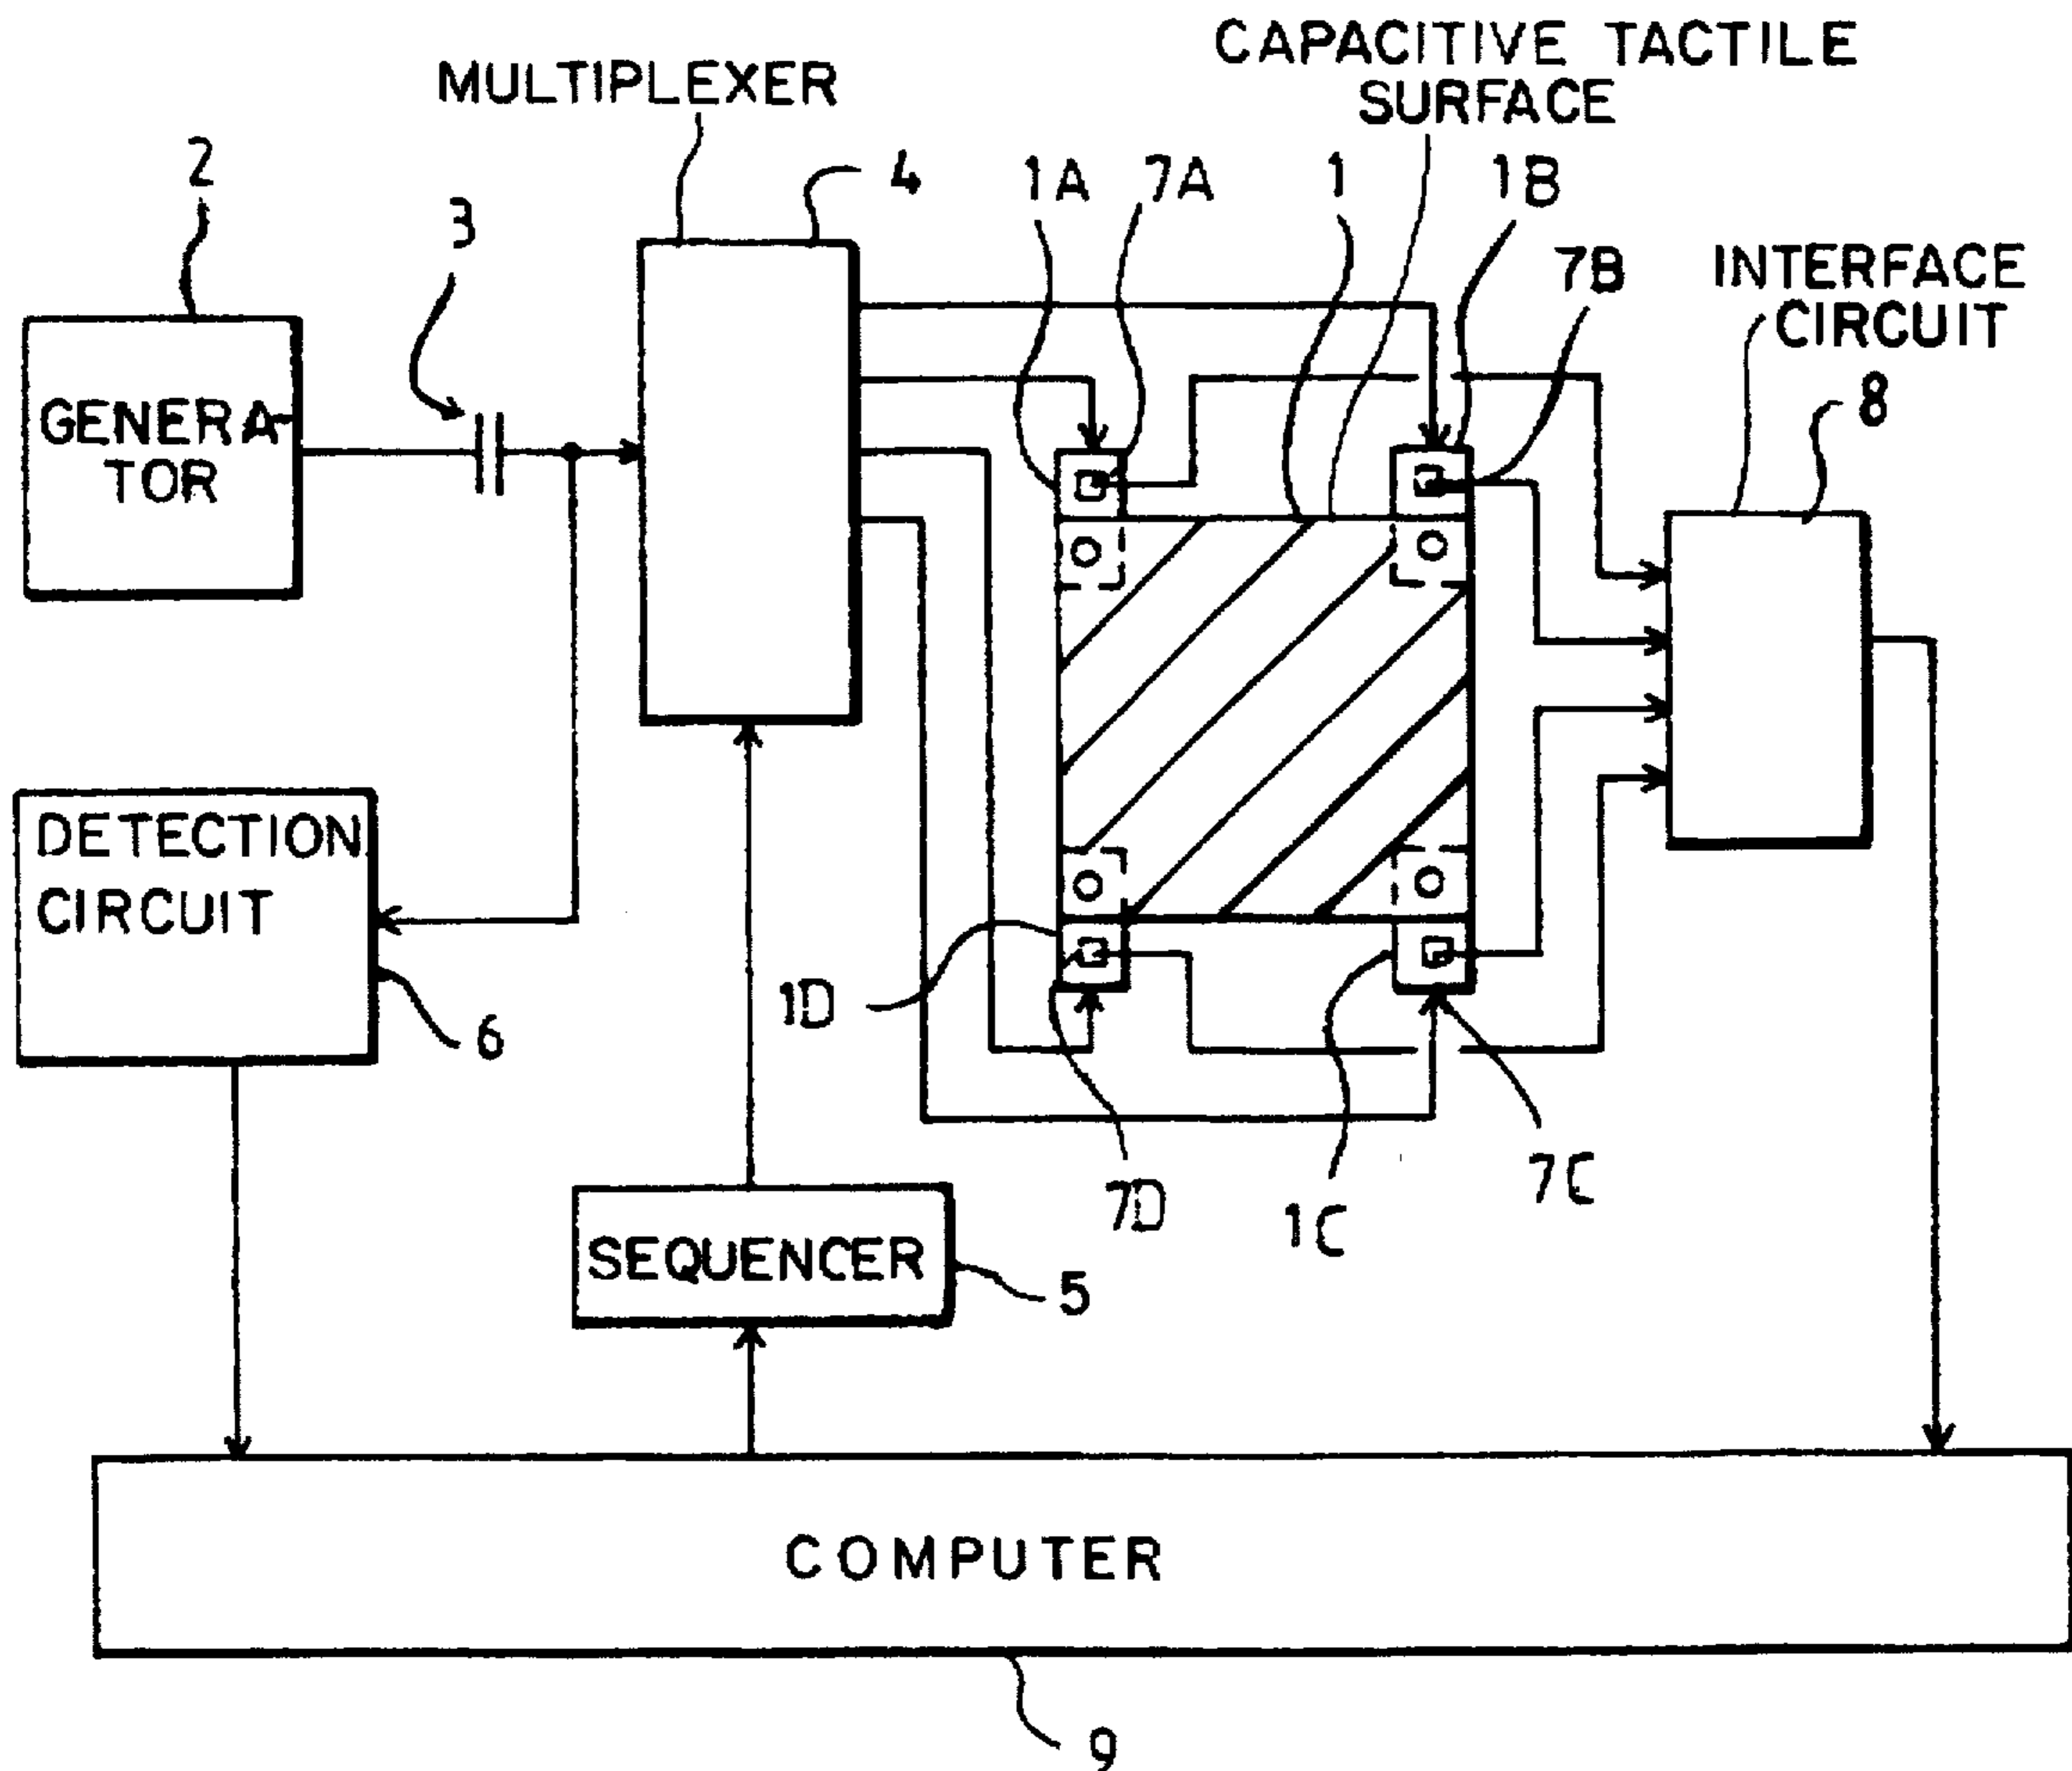 CAPACITIVE TACTILE
SURFACE
MULTIPLEXER
2
3
4
1A
7A
1
1B
7B
INTERFACE
CIRCUIT
8
GENERA-
TOR
DETECTION
CIRCUIT
6
1D
7D
1C
7C
SEQUENCER
5
COMPUTER
9